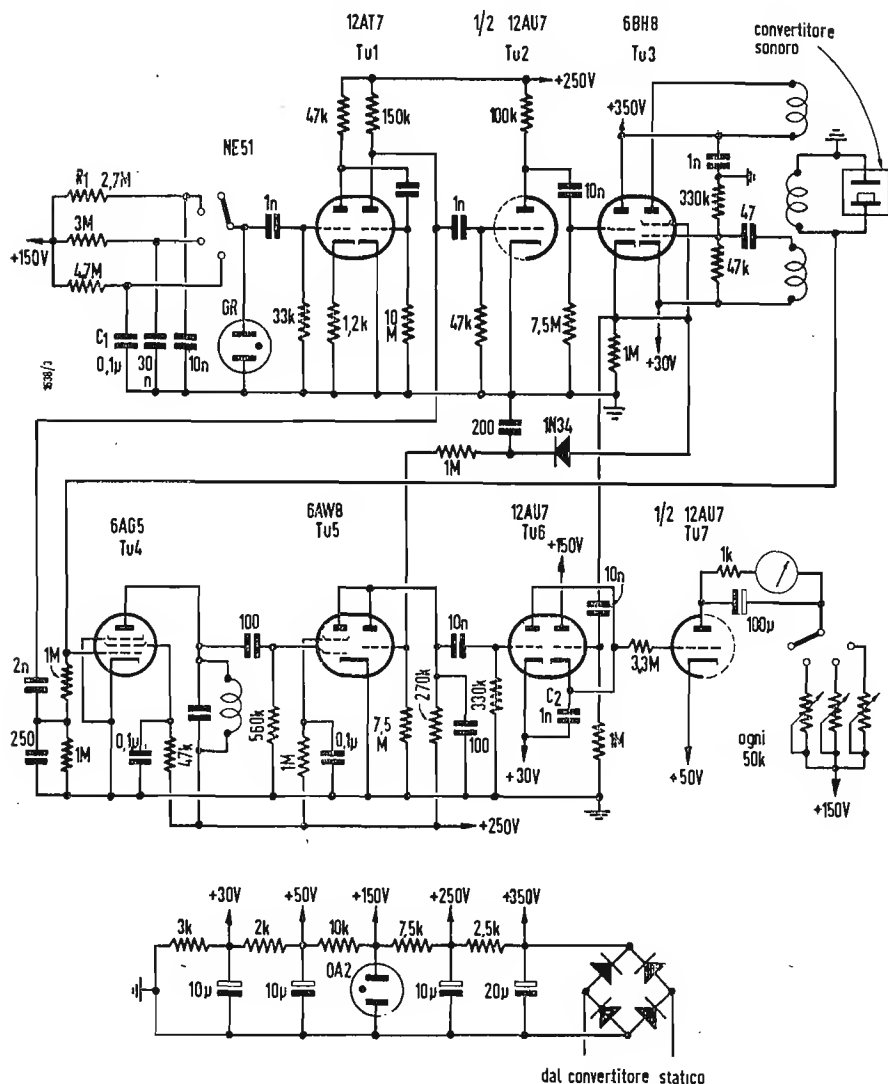 12AT7 1/2 12AU7 6BH8 convertitore
Tu1 Tu2 Tu3 sonoro
+250V
47k 150k 100k +350V
NE51
R1 2,7M
1n 1n 10n 1n
330k
3M 47
+150V
4,7M
GR 33k 1,2k 10 M 47k 7,5M 1M 47k
+30V
C1
0,1µ 30 n 10n
1638/3
200 1N34
1M
6AG5 6AW8 12AU7 1/2 12AU7
Tu4 Tu5 Tu6 Tu7
+150V 1k
10n
100 10n 100µ
2n 1M 3,3M
270k 330k C2
1n
250 1M 0,1µ 47k 560k 1M 0,1µ 7,5 M 100 1M
ogni
50k
+30V +50V +150V
+250V
+30V +50V +150V +250V +350V
3k 2k 10k 7,5k 2,5k
OA2
10µ 10µ 10µ 20µ
dal convertitore statico